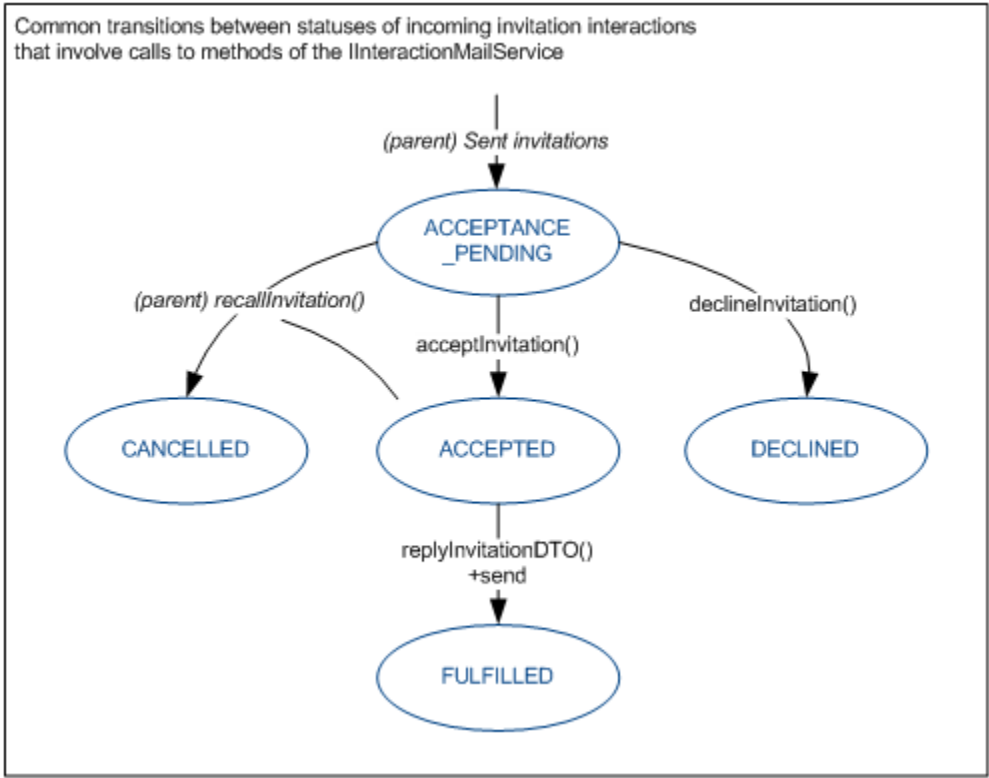 Common transitions between statuses of incoming invitation interactions
that involve calls to methods of the IInteractionMailService
(parent) Sent invitations
ACCEPTANCE
_PENDING
(parent) recallInvitation()
declineInvitation()
acceptInvitation()
CANCELLED
ACCEPTED
DECLINED
replyInvitationDTO()
+send
FULFILLED